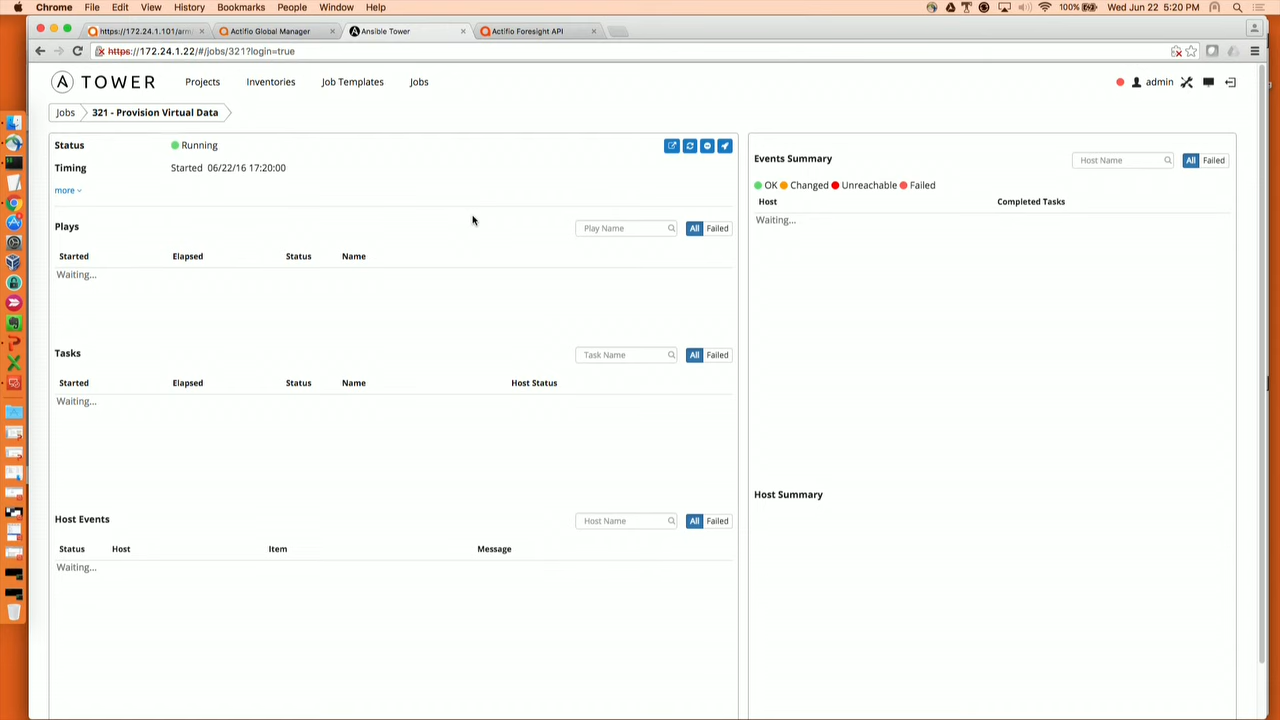 Chrome File Edit View History Bookmarks People Window Help 100% Wed Jun 22 5:20 PM
https://172.24.1.101/arm Actifio Global Manager Ansible Tower Actifio Foresight API
https://172.24.1.22/#/jobs/321?login=true
A TOWER Projects Inventories Job Templates Jobs admin
Jobs 321 - Provision Virtual Data
Status Running
Timing Started 06/22/16 17:20:00
more
Plays Play Name All Failed
Started Elapsed Status Name
Waiting...
Tasks Task Name All Failed
Started Elapsed Status Name Host Status
Waiting...
Host Events Host Name All Failed
Status Host Item Message
Waiting...
Events Summary Host Name All Failed
OK Changed Unreachable Failed
Host Completed Tasks
Waiting...
Host Summary